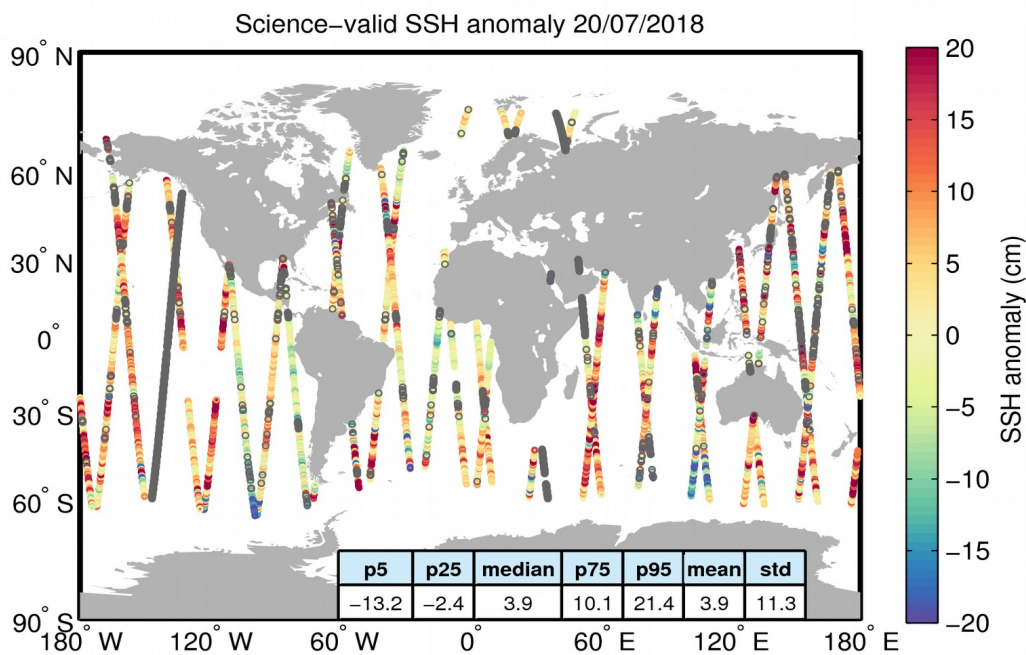 Science−valid SSH anomaly 20/07/2018
90° N
60° N
30° N
0°
30° S
60° S
90° S
180° W 120° W 60° W 0° 60° E 120° E 180° E
p5 p25 median p75 p95 mean std
−13.2 −2.4 3.9 10.1 21.4 3.9 11.3
20
15
10
5
0
−5
−10
−15
−20
SSH anomaly (cm)